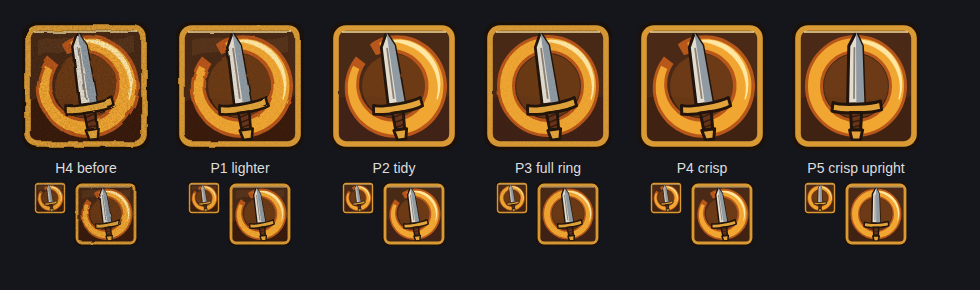 H4 before
P1 lighter
P2 tidy
P3 full ring
P4 crisp
P5 crisp upright